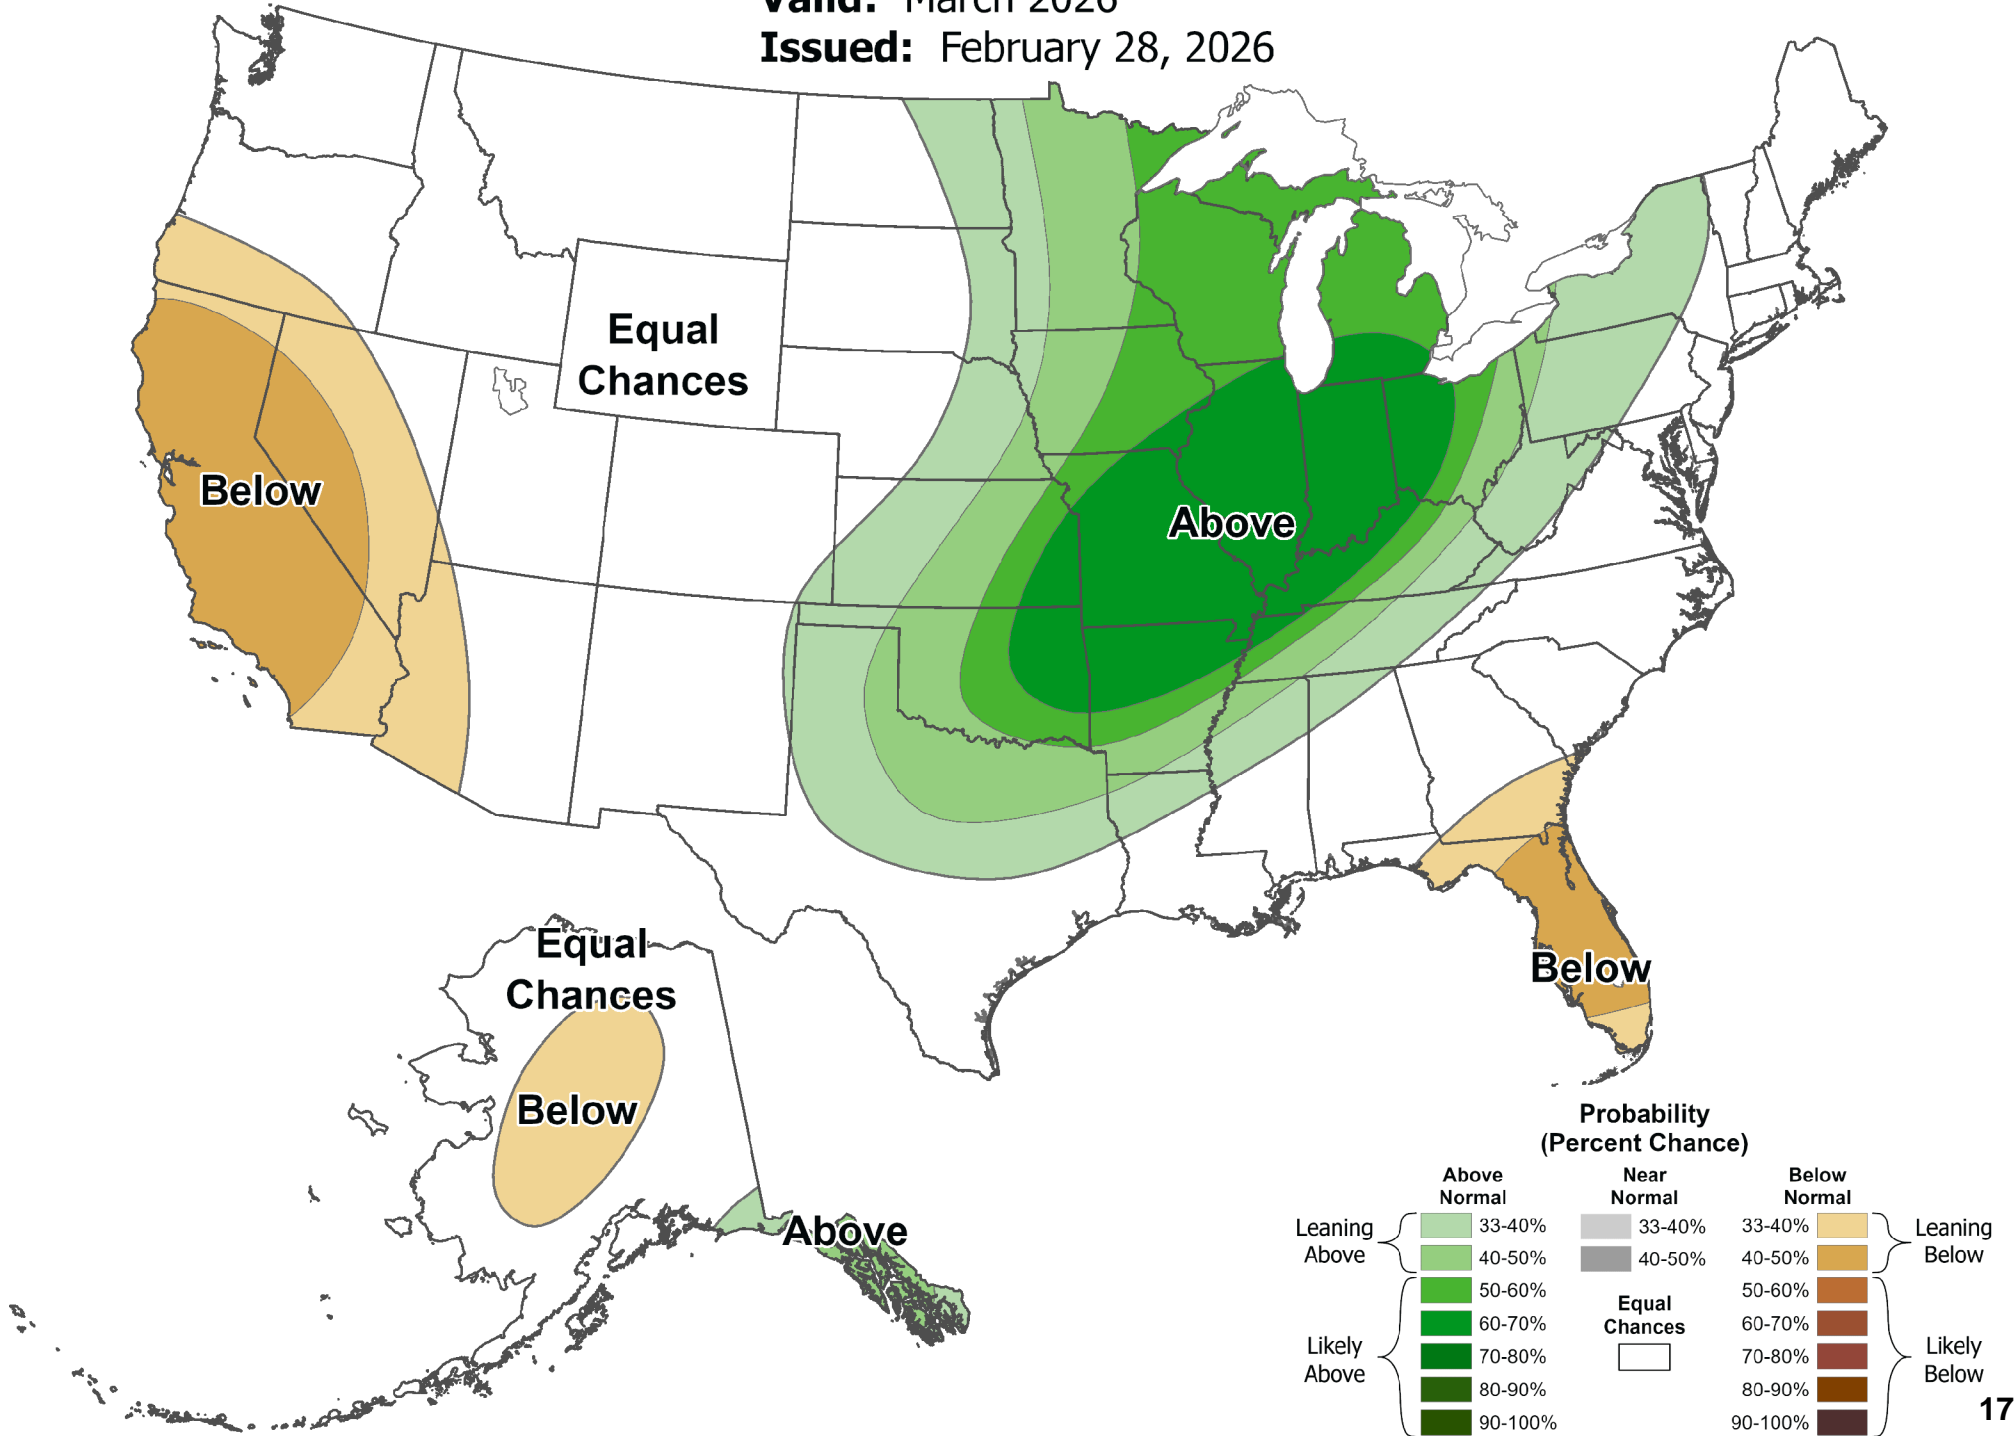 Valid: March 2026
Issued: February 28, 2026
Equal
Chances
Below
Above
Below
Equal
Chances
Below
Above
Probability
(Percent Chance)
Above
Normal
Near
Normal
Below
Normal
Leaning
Above
33-40%
40-50%
33-40%
40-50%
33-40%
40-50%
Leaning
Below
Likely
Above
50-60%
60-70%
70-80%
80-90%
90-100%
Equal
Chances
50-60%
60-70%
70-80%
80-90%
90-100%
Likely
Below
17